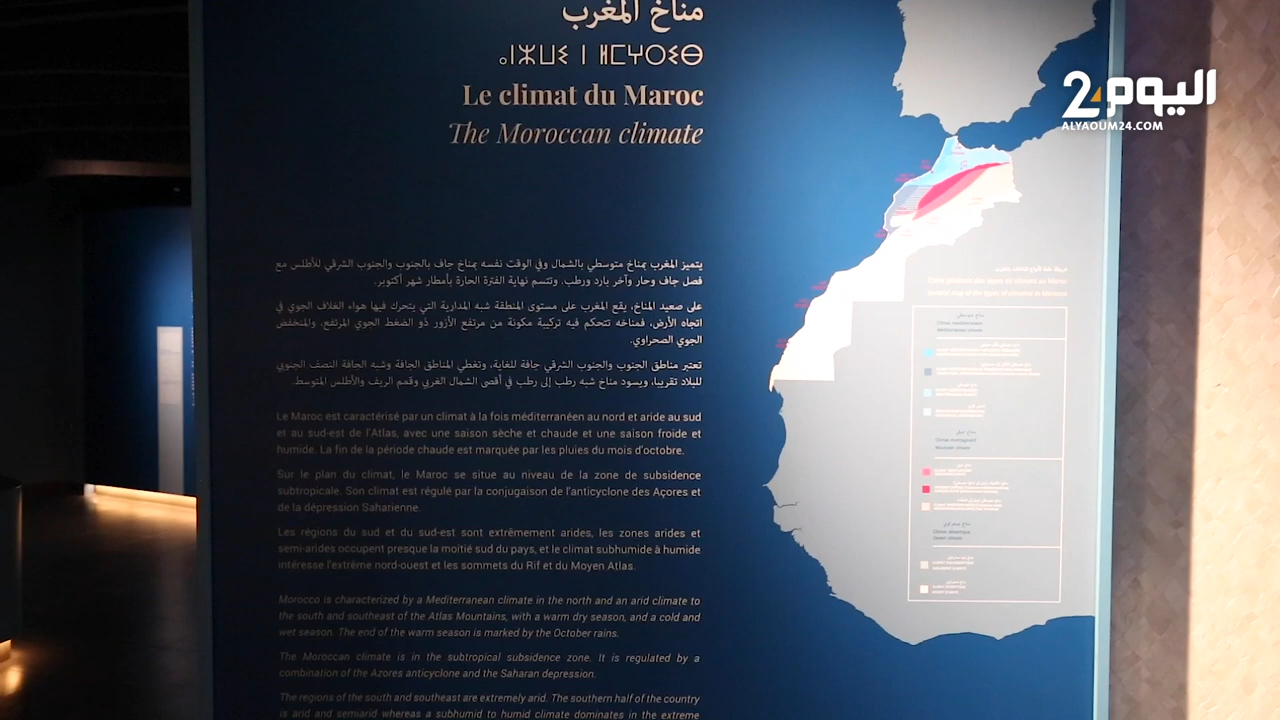 مناخ المغرب
ⴰⵏⵣⵡⵉ ⵏ ⵍⵎⵖⵔⵉⴱ
Le climat du Maroc
The Moroccan climate
اليوم24
ALYAOUM24.COM
يتميز المغرب بمناخ متوسطي بالشمال وفي الوقت نفسه بمناخ جاف بالجنوب والجنوب الشرقي للأطلس مع
فصل جاف وحار وآخر بارد ورطب. وتتسم نهاية الفترة الحارة بأمطار شهر أكتوبر.
على صعيد المناخ، يقع المغرب على مستوى المنطقة شبه المدارية التي يتحرك فيها هواء الغلاف الجوي في
اتجاه الأرض، فمناخه تتحكم فيه تركيبة مكونة من مرتفع الأزور ذو الضغط الجوي المرتفع، والمنخفض
الجوي الصحراوي.
تعتبر مناطق الجنوب والجنوب الشرقي جافة للغاية، وتغطي المناطق الجافة وشبه الجافة النصف الجنوبي
للبلاد تقريبا، ويسود مناخ شبه رطب إلى رطب في أقصى الشمال الغربي وقمم الريف والأطلس المتوسط.
Le Maroc est caractérisé par un climat à la fois méditerranéen au nord et aride au sud
et au sud-est de l'Atlas, avec une saison sèche et chaude et une saison froide et
humide. La fin de la période chaude est marquée par les pluies du mois d'octobre.
Sur le plan du climat, le Maroc se situe au niveau de la zone de subsidence
subtropicale. Son climat est régulé par la conjugaison de l'anticyclone des Açores et
de la dépression Saharienne.
Les régions du sud et du sud-est sont extrêmement arides, les zones arides et
semi-arides occupent presque la moitié sud du pays, et le climat subhumide à humide
intéresse l'extrême nord-ouest et les sommets du Rif et du Moyen Atlas.
Morocco is characterized by a Mediterranean climate in the north and an arid climate to
the south and southeast of the Atlas Mountains, with a warm dry season, and a cold and
wet season. The end of the warm season is marked by the October rains.
The Moroccan climate is in the subtropical subsidence zone. It is regulated by a
combination of the Azores anticyclone and the Saharan depression.
The regions of the south and southeast are extremely arid. The southern half of the country
is arid and semiarid whereas a subhumid to humid climate dominates in the extreme